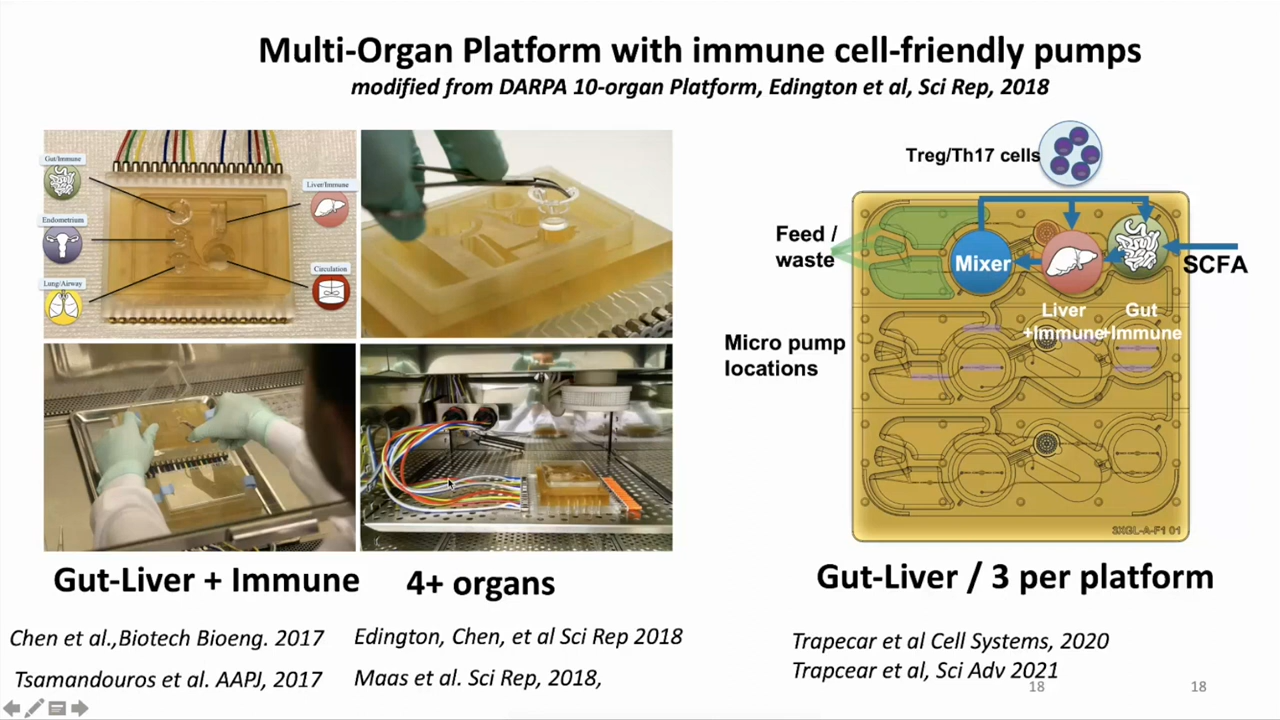 Multi-Organ Platform with immune cell-friendly pumps
modified from DARPA 10-organ Platform, Edington et al, Sci Rep, 2018
Gut/Immune
Liver/Immune
Endometrium
Lung/Airway
Circulation
Treg/Th17 cells
Feed /
waste
Mixer
SCFA
Liver
+Immune
Gut
+Immune
Micro pump
locations
3XGL-A-F1 01
Gut-Liver + Immune
4+ organs
Gut-Liver / 3 per platform
Chen et al.,Biotech Bioeng. 2017
Edington, Chen, et al Sci Rep 2018
Tsamandouros et al. AAPJ, 2017
Maas et al. Sci Rep, 2018,
Trapecar et al Cell Systems, 2020
Trapcear et al, Sci Adv 2021
18
18